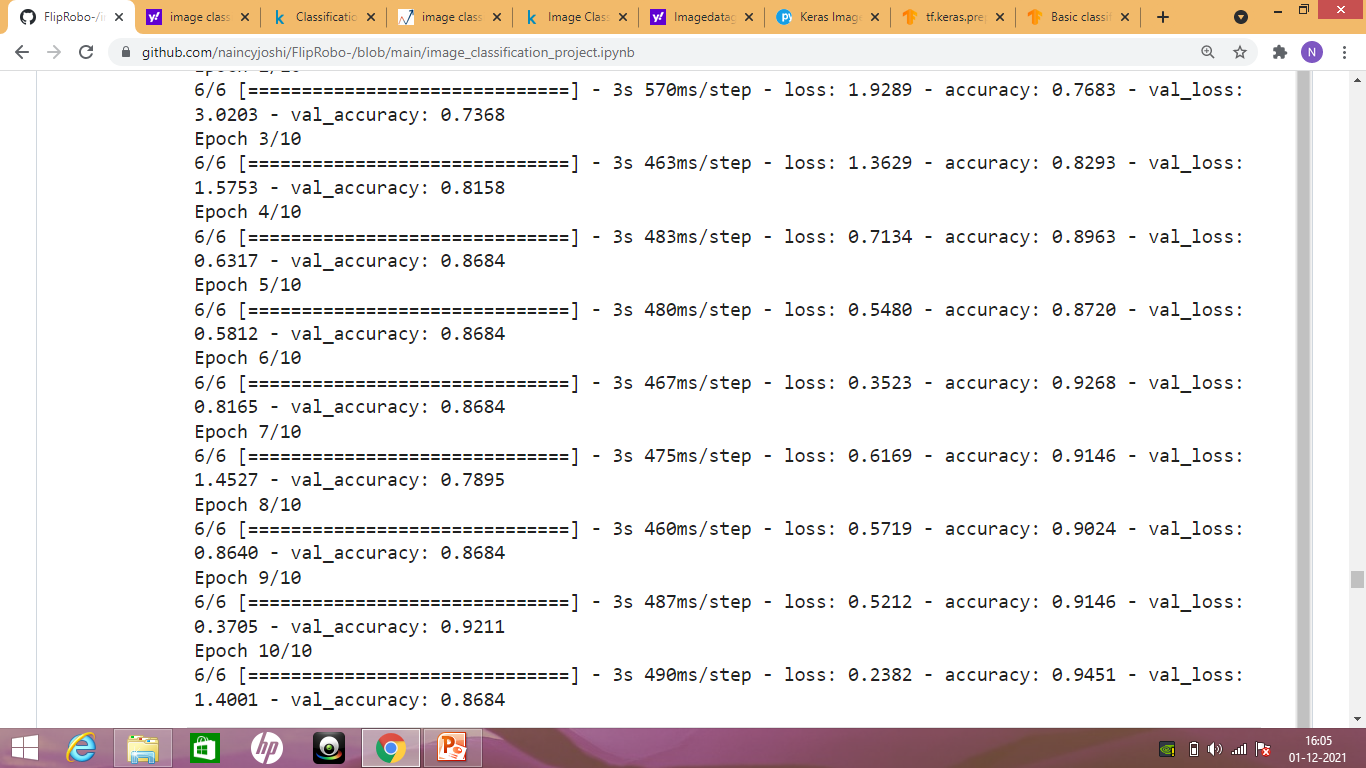 FlipRobo-/i
image class
Classificatio
image class
Image Class
Imagedatag
Keras Imag
tf.keras.pre
Basic classif
github.com/naincyjoshi/FlipRobo-/blob/main/image_classification_project.ipynb
N
6/6 [==============================] - 3s 570ms/step - loss: 1.9289 - accuracy: 0.7683 - val_loss:
3.0203 - val_accuracy: 0.7368
Epoch 3/10
6/6 [==============================] - 3s 463ms/step - loss: 1.3629 - accuracy: 0.8293 - val_loss:
1.5753 - val_accuracy: 0.8158
Epoch 4/10
6/6 [==============================] - 3s 483ms/step - loss: 0.7134 - accuracy: 0.8963 - val_loss:
0.6317 - val_accuracy: 0.8684
Epoch 5/10
6/6 [==============================] - 3s 480ms/step - loss: 0.5480 - accuracy: 0.8720 - val_loss:
0.5812 - val_accuracy: 0.8684
Epoch 6/10
6/6 [==============================] - 3s 467ms/step - loss: 0.3523 - accuracy: 0.9268 - val_loss:
0.8165 - val_accuracy: 0.8684
Epoch 7/10
6/6 [==============================] - 3s 475ms/step - loss: 0.6169 - accuracy: 0.9146 - val_loss:
1.4527 - val_accuracy: 0.7895
Epoch 8/10
6/6 [==============================] - 3s 460ms/step - loss: 0.5719 - accuracy: 0.9024 - val_loss:
0.8640 - val_accuracy: 0.8684
Epoch 9/10
6/6 [==============================] - 3s 487ms/step - loss: 0.5212 - accuracy: 0.9146 - val_loss:
0.3705 - val_accuracy: 0.9211
Epoch 10/10
6/6 [==============================] - 3s 490ms/step - loss: 0.2382 - accuracy: 0.9451 - val_loss:
1.4001 - val_accuracy: 0.8684
16:05
01-12-2021